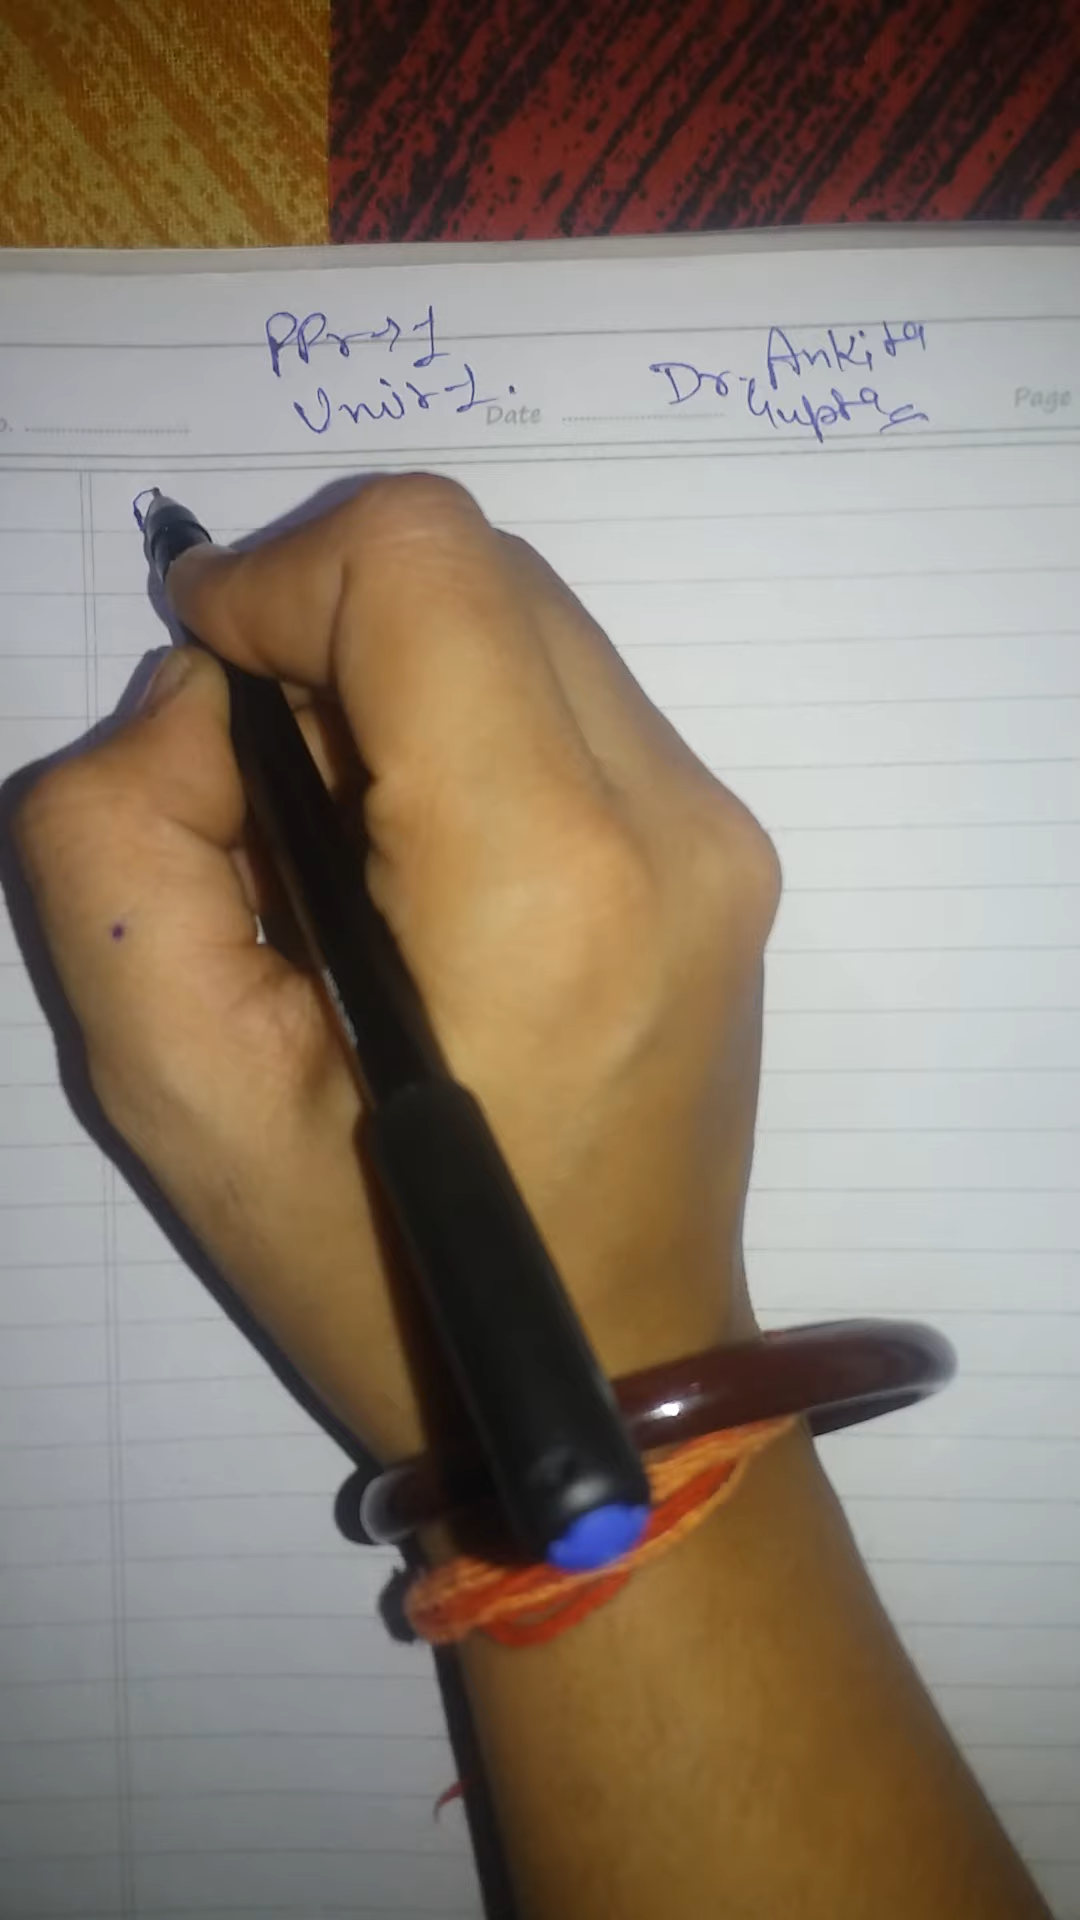 PPr→1
Unit 1.
Dr. Ankita
Gupta
Date
Page